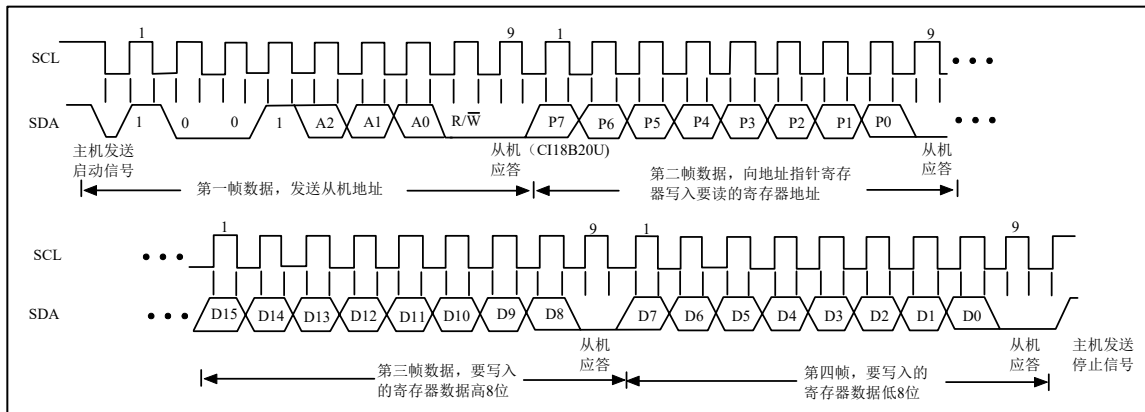 1 9 1 9
SCL
SDA 1 0 0 1 A2 A1 A0 R/W̅ P7 P6 P5 P4 P3 P2 P1 P0
主机发送
启动信号
从机（CI18B20U)
应答
从机
应答
第一帧数据，发送从机地址
第二帧数据，向地址指针寄存
器写入要读的寄存器地址
1 9 1 9
SCL
SDA D15 D14 D13 D12 D11 D10 D9 D8 D7 D6 D5 D4 D3 D2 D1 D0
从机
应答
从机
应答
主机发送
停止信号
第三帧数据，要写入
的寄存器数据高8位
第四帧，要写入的
寄存器数据低8位